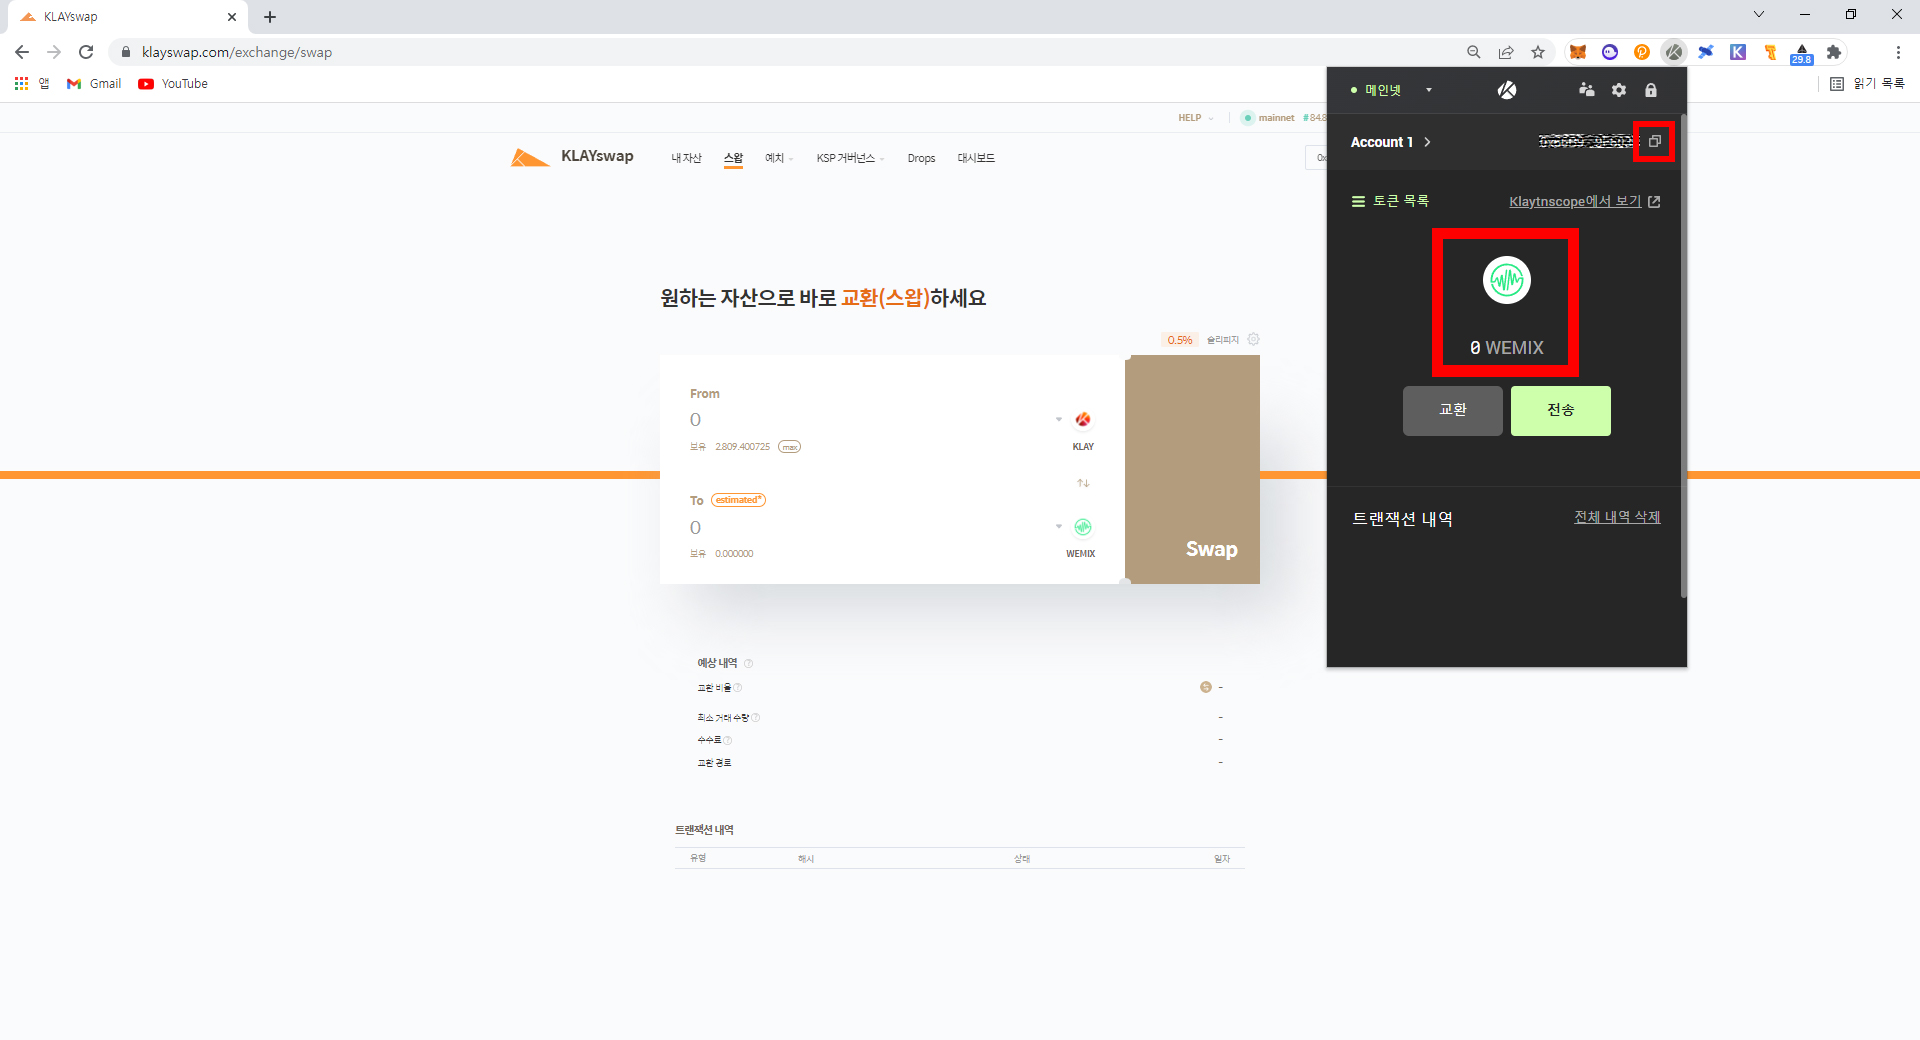 KLAYswap
klayswap.com/exchange/swap
29.8
앱
Gmail
YouTube
읽기 목록
HELP
mainnet
#84.8
KLAYswap
내 자산
스왑
예치
KSP 거버넌스
Drops
대시보드
0x
원하는 자산으로 바로 교환(스왑)하세요
0.5% 슬리피지
From
0
보유 2,809.400725 max
KLAY
To estimated*
0
보유 0.000000
WEMIX
Swap
예상 내역
교환 비율 -
최소 거래 수량 -
수수료 -
교환 경로 -
트랜잭션 내역
유형 해시 상태 일자
메인넷
Account 1
토큰 목록
Klaytnscope에서 보기
0 WEMIX
교환
전송
트랜잭션 내역
전체 내역 삭제